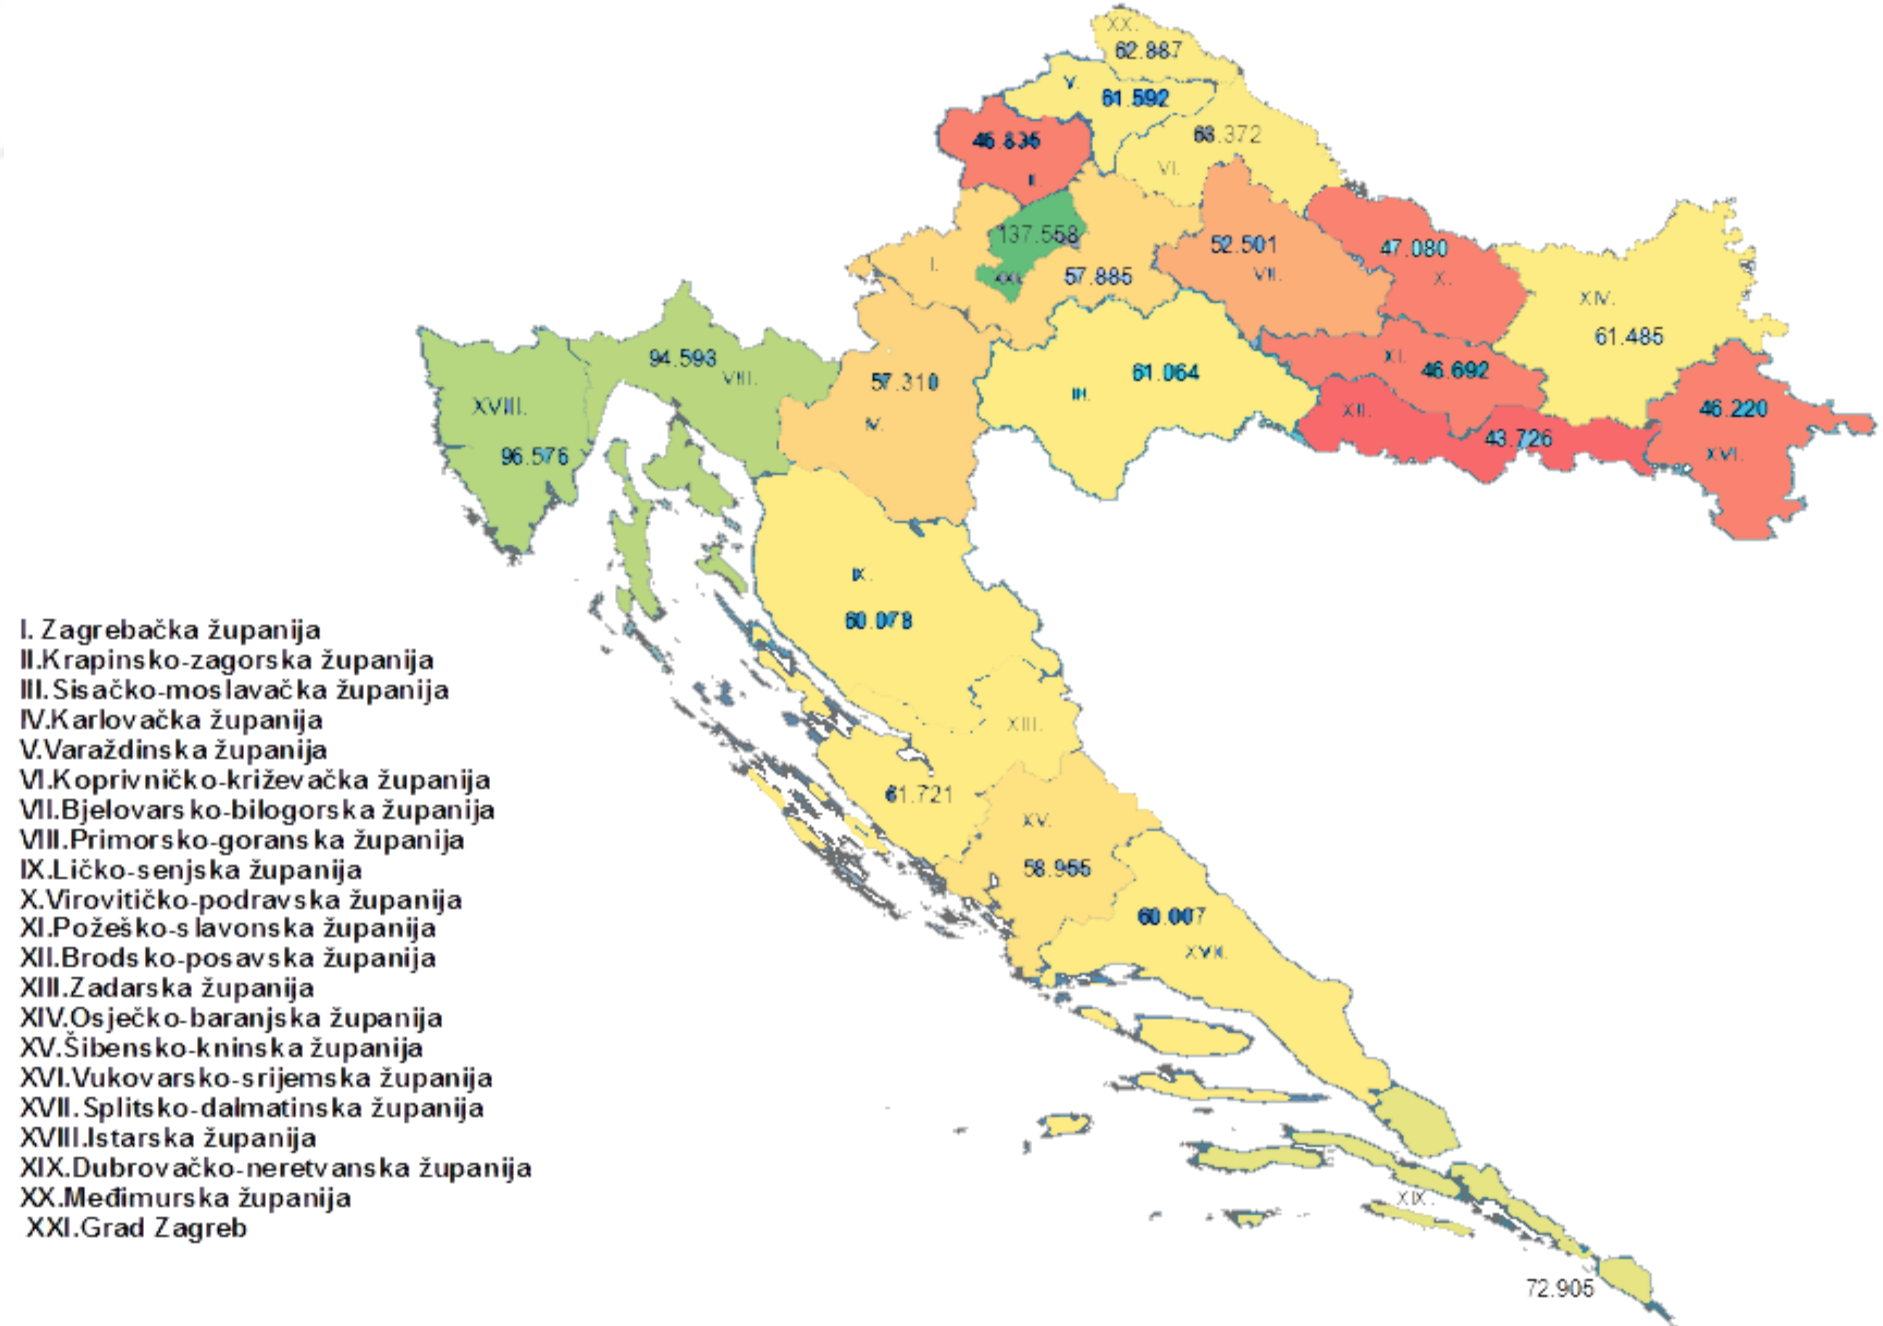 XX.
62.887
V.
61.592
46.835
II.
68.372
VI.
137.558
XXI.
I.
57.885
52.501
VII.
47.080
X.
XIV.
61.485
94.593
VIII.
XVIII.
96.576
57.310
IV.
61.064
III.
XI.
46.692
XII.
43.726
46.220
XVI.
IX.
60.078
XIII.
61.721
XV.
58.955
60.007
XVII.
XIX.
72.905
I. Zagrebačka županija
II.Krapinsko-zagorska županija
III.Sisačko-moslavačka županija
IV.Karlovačka županija
V.Varaždinska županija
VI.Koprivničko-križevačka županija
VII.Bjelovarsko-bilogorska županija
VIII.Primorsko-goranska županija
IX.Ličko-senjska županija
X.Virovitičko-podravska županija
XI.Požeško-slavonska županija
XII.Brodsko-posavska županija
XIII.Zadarska županija
XIV.Osječko-baranjska županija
XV.Šibensko-kninska županija
XVI.Vukovarsko-srijemska županija
XVII.Splitsko-dalmatinska županija
XVIII.Istarska županija
XIX.Dubrovačko-neretvanska županija
XX.Međimurska županija
XXI.Grad Zagreb